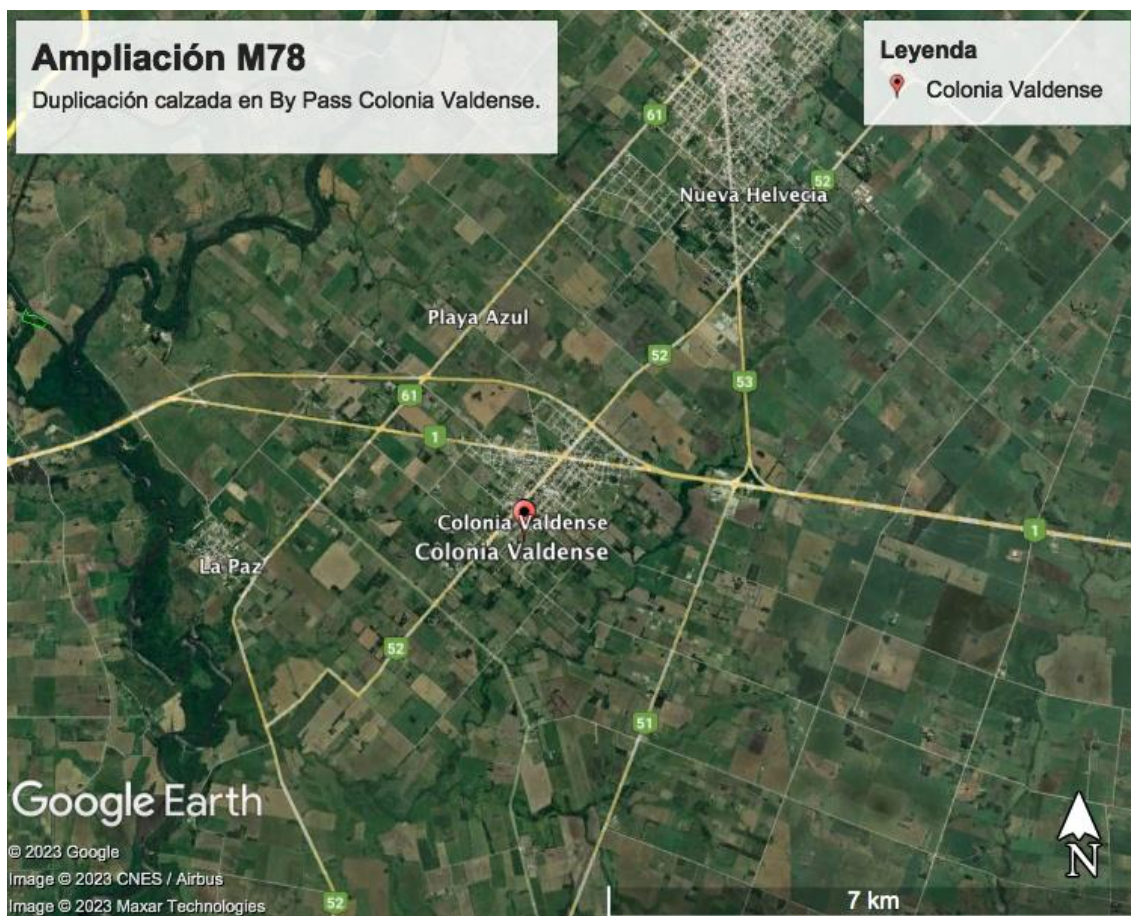 Ampliación M78
Duplicación calzada en By Pass Colonia Valdense.
Leyenda
Colonia Valdense
61
52
Nueva Helvecia
Playa Azul
52
53
61
1
Colonia Valdense
Colonia Valdense
1
La Paz
52
51
Google Earth
© 2023 Google
Image © 2023 CNES / Airbus
Image © 2023 Maxar Technologies
52
7 km
N